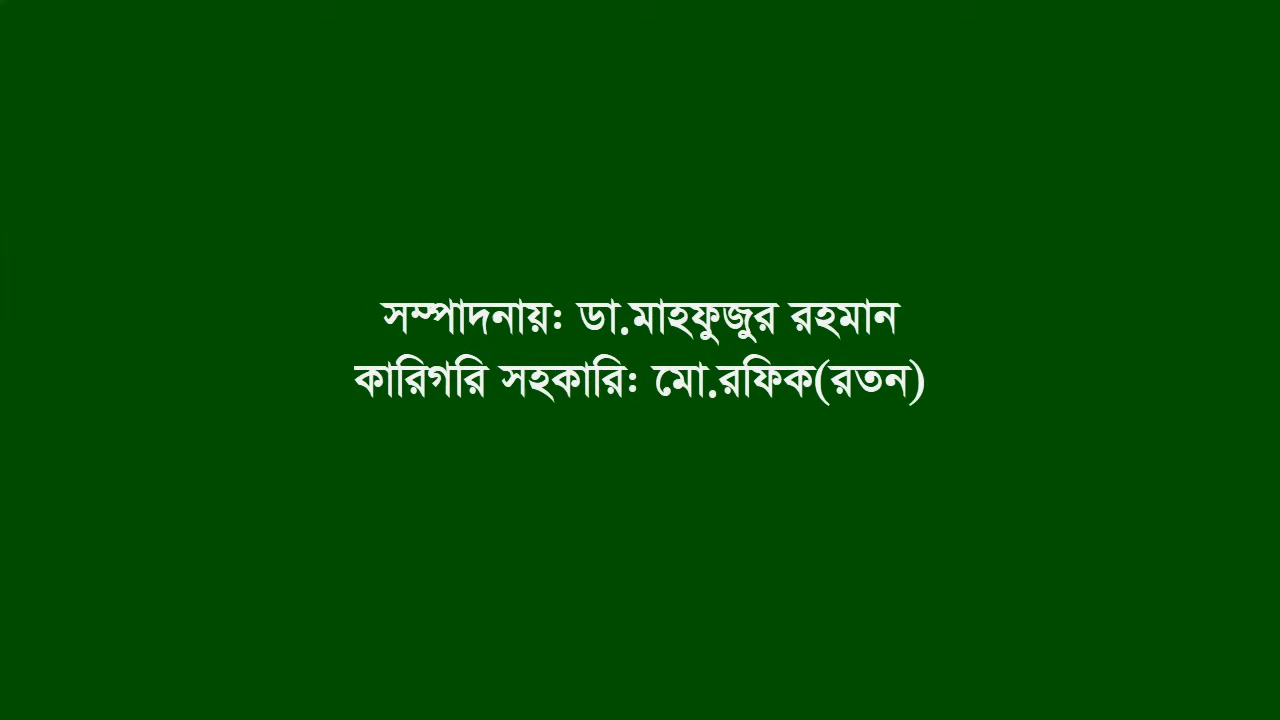 সম্পাদনায়ঃ ডা.মাহফুজুর রহমান
কারিগরি সহকারিঃ মো.রফিক(রতন)